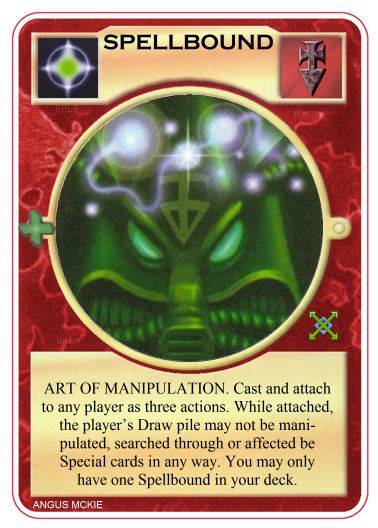 SPELLBOUND
ART OF MANIPULATION. Cast and attach
to any player as three actions. While attached,
the player's Draw pile may not be mani-
pulated, searched through or affected be
Special cards in any way. You may only
have one Spellbound in your deck.
ANGUS MCKIE